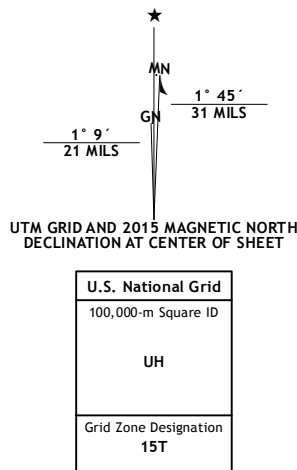 ★
MN
1° 45´
31 MILS
GN
1° 9´
21 MILS
UTM GRID AND 2015 MAGNETIC NORTH
DECLINATION AT CENTER OF SHEET
U.S. National Grid
100,000-m Square ID
UH
Grid Zone Designation
15T